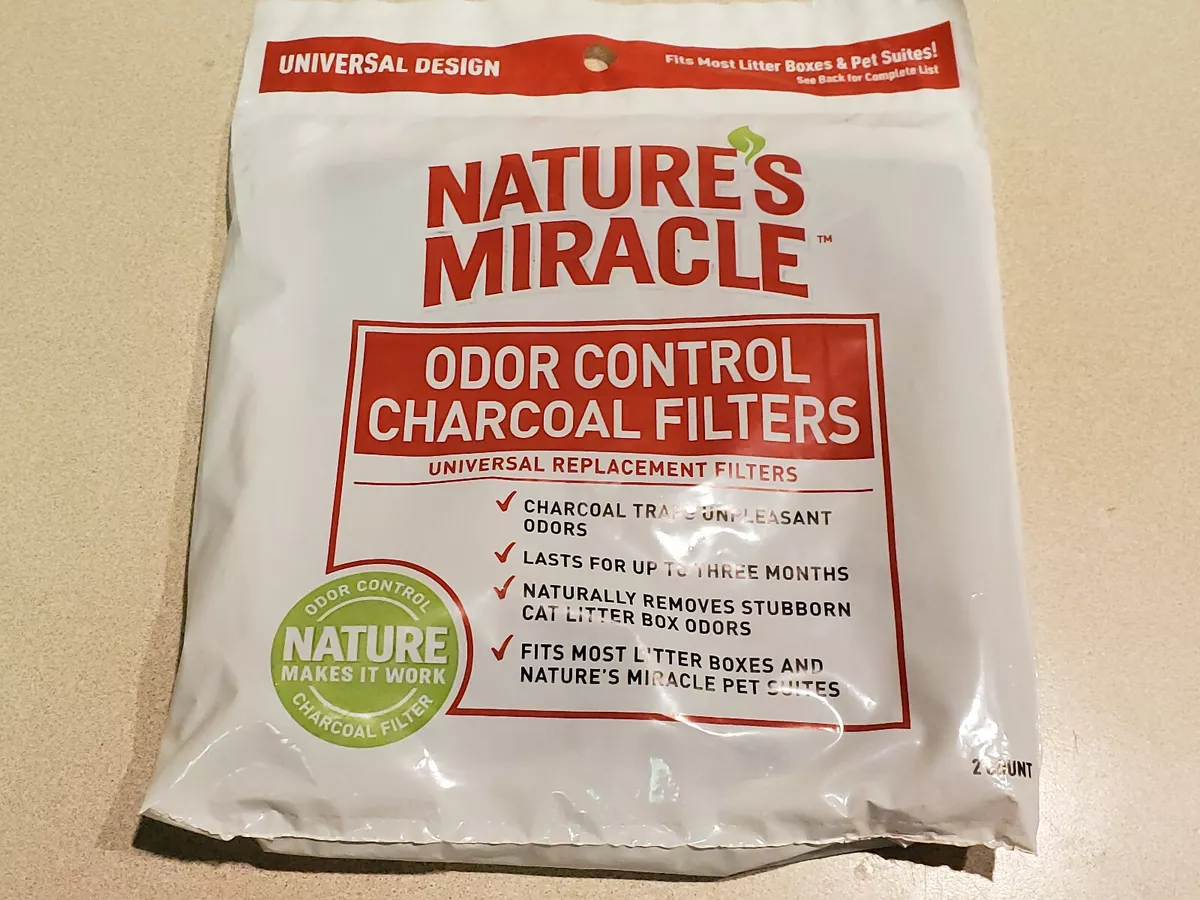 UNIVERSAL DESIGN
Fits Most Litter Boxes & Pet Suites!
See Back for Complete List
NATURE'S
MIRACLE™
ODOR CONTROL
CHARCOAL FILTERS
UNIVERSAL REPLACEMENT FILTERS
✓ CHARCOAL TRAPS UNPLEASANT
ODORS
✓ LASTS FOR UP TO THREE MONTHS
✓ NATURALLY REMOVES STUBBORN
CAT LITTER BOX ODORS
✓ FITS MOST LITTER BOXES AND
NATURE'S MIRACLE PET SUITES
ODOR CONTROL
NATURE
MAKES IT WORK
CHARCOAL FILTER
2 COUNT